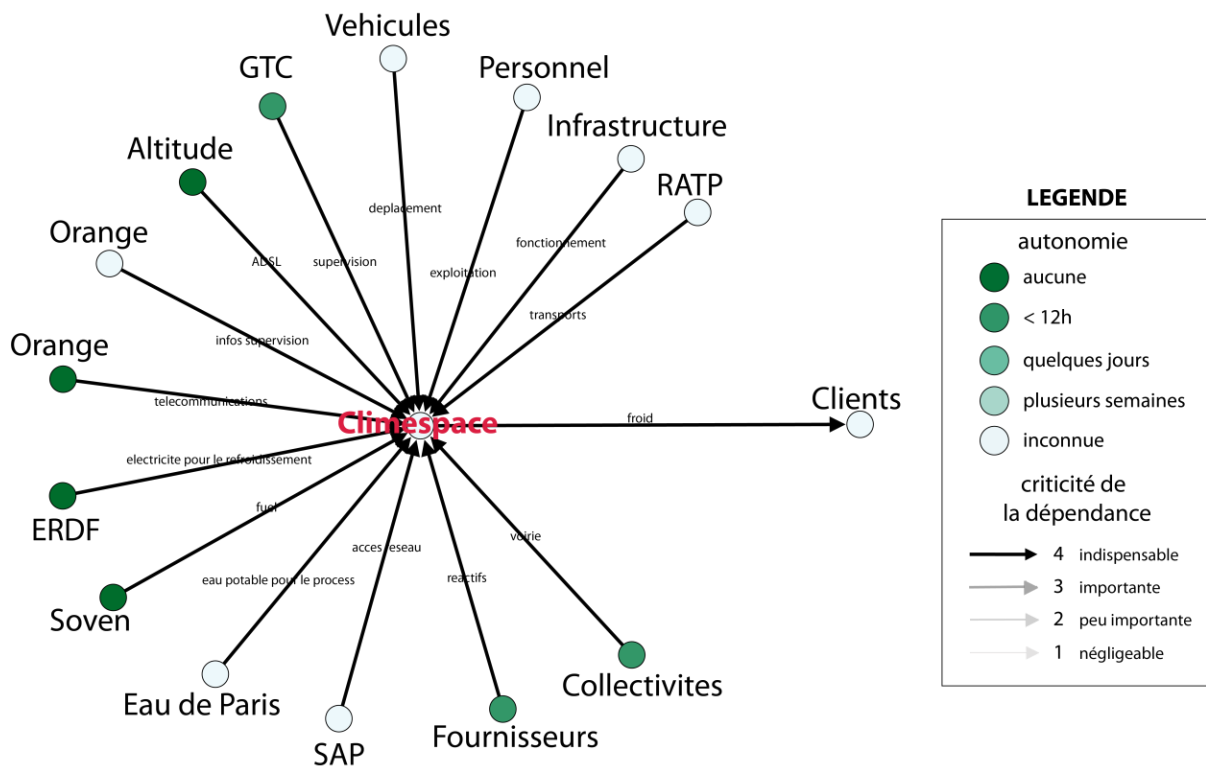 Vehicules
GTC
Personnel
Infrastructure
Altitude
RATP
LEGENDE
deplacement
Orange
autonomie
fonctionnement
ADSL
supervision
exploitation
aucune
transports
< 12h
infos supervision
Orange
quelques jours
telecommunications
Clients
plusieurs semaines
Climespace
froid
inconnue
electricite pour le refroidissement
criticité de
la dépendance
ERDF
fuel
voirie
acces reseau
4 indispensable
eau potable pour le process
reactifs
3 importante
Soven
2 peu importante
1 négligeable
Collectivites
Eau de Paris
Fournisseurs
SAP